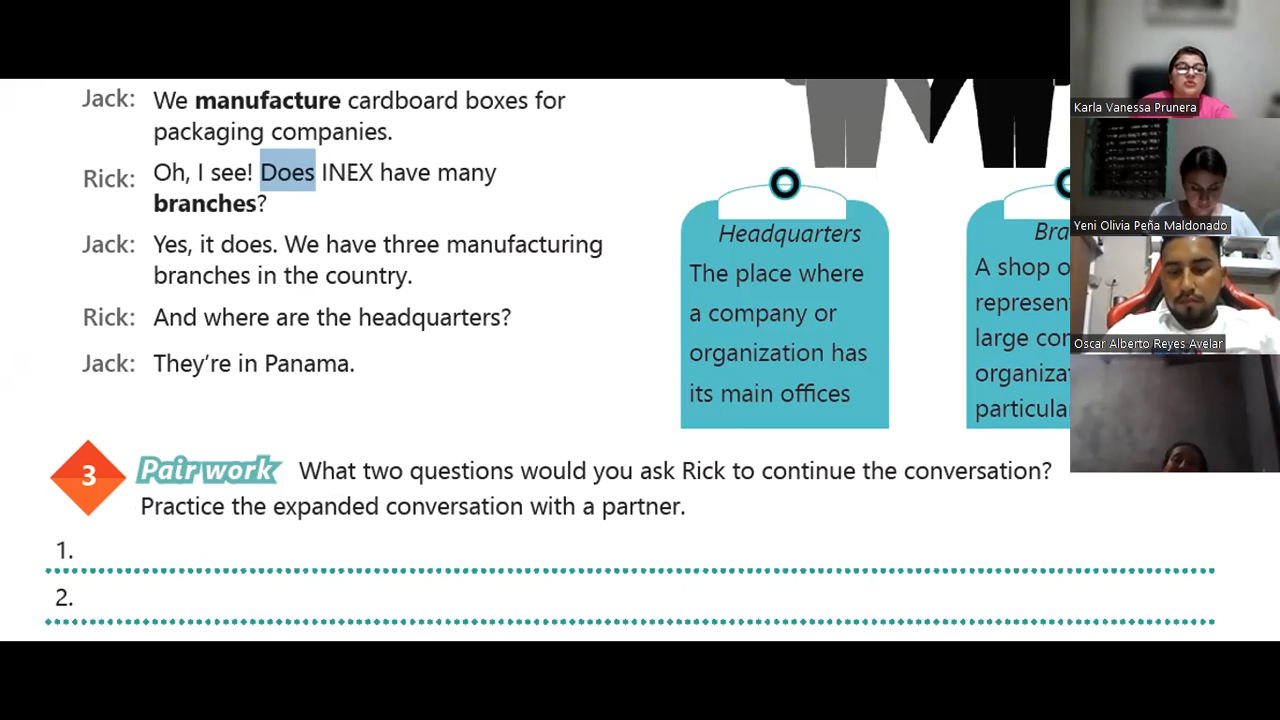 Jack: We manufacture cardboard boxes for
packaging companies.
Rick: Oh, I see! Does INEX have many
branches?
Jack: Yes, it does. We have three manufacturing
branches in the country.
Rick: And where are the headquarters?
Jack: They're in Panama.
Headquarters
The place where
a company or
organization has
its main offices
Bra
A shop o
represent
large con
organiza
particula
3 Pair work What two questions would you ask Rick to continue the conversation?
Practice the expanded conversation with a partner.
1.
2.
Karla Vanessa Prunera
Yeni Olivia Peña Maldonado
Oscar Alberto Reyes Avelar